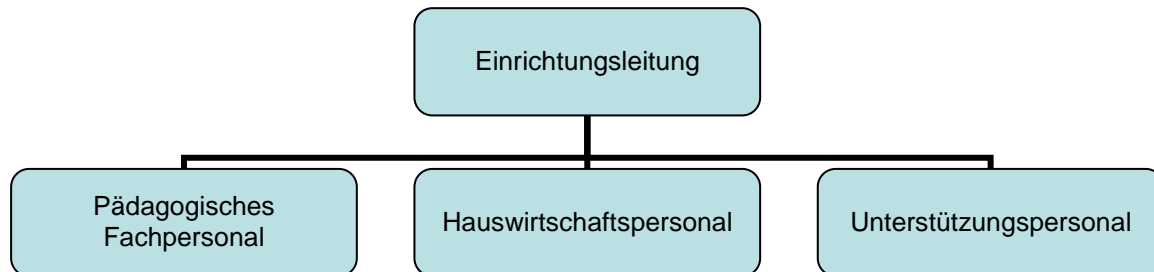 Einrichtungsleitung
Pädagogisches
Fachpersonal
Hauswirtschaftspersonal
Unterstützungspersonal